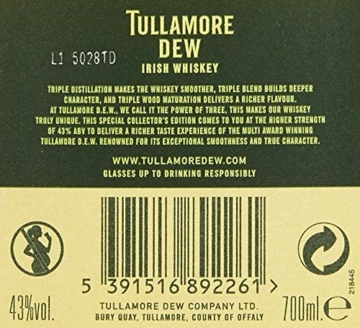 TULLAMORE
DEW
IRISH WHISKEY
L1 5028TD
TRIPLE DISTILLATION MAKES THE WHISKEY SMOOTHER, TRIPLE BLEND BUILDS DEEPER
CHARACTER, AND TRIPLE WOOD MATURATION DELIVERS A RICHER FLAVOUR.
AT TULLAMORE D.E.W., WE CALL IT THE POWER OF THREE, THIS MAKES OUR WHISKEY
TRULY UNIQUE. THIS SPECIAL COLLECTOR'S EDITION COMES TO YOU AT THE HIGHER STRENGTH
OF 43% ABV TO DELIVER A RICHER TASTE EXPERIENCE OF THE MULTI AWARD WINNING
TULLAMORE D.E.W. RENOWNED FOR ITS EXCEPTIONAL SMOOTHNESS AND TRUE CHARACTER.
WWW.TULLAMOREDEW.COM
GLASSES UP TO DRINKING RESPONSIBLY
5 391516 892261 >
218445
43%vol.
TULLAMORE DEW COMPANY LTD.
BURY QUAY, TULLAMORE, COUNTY OF OFFALY
700ml.e